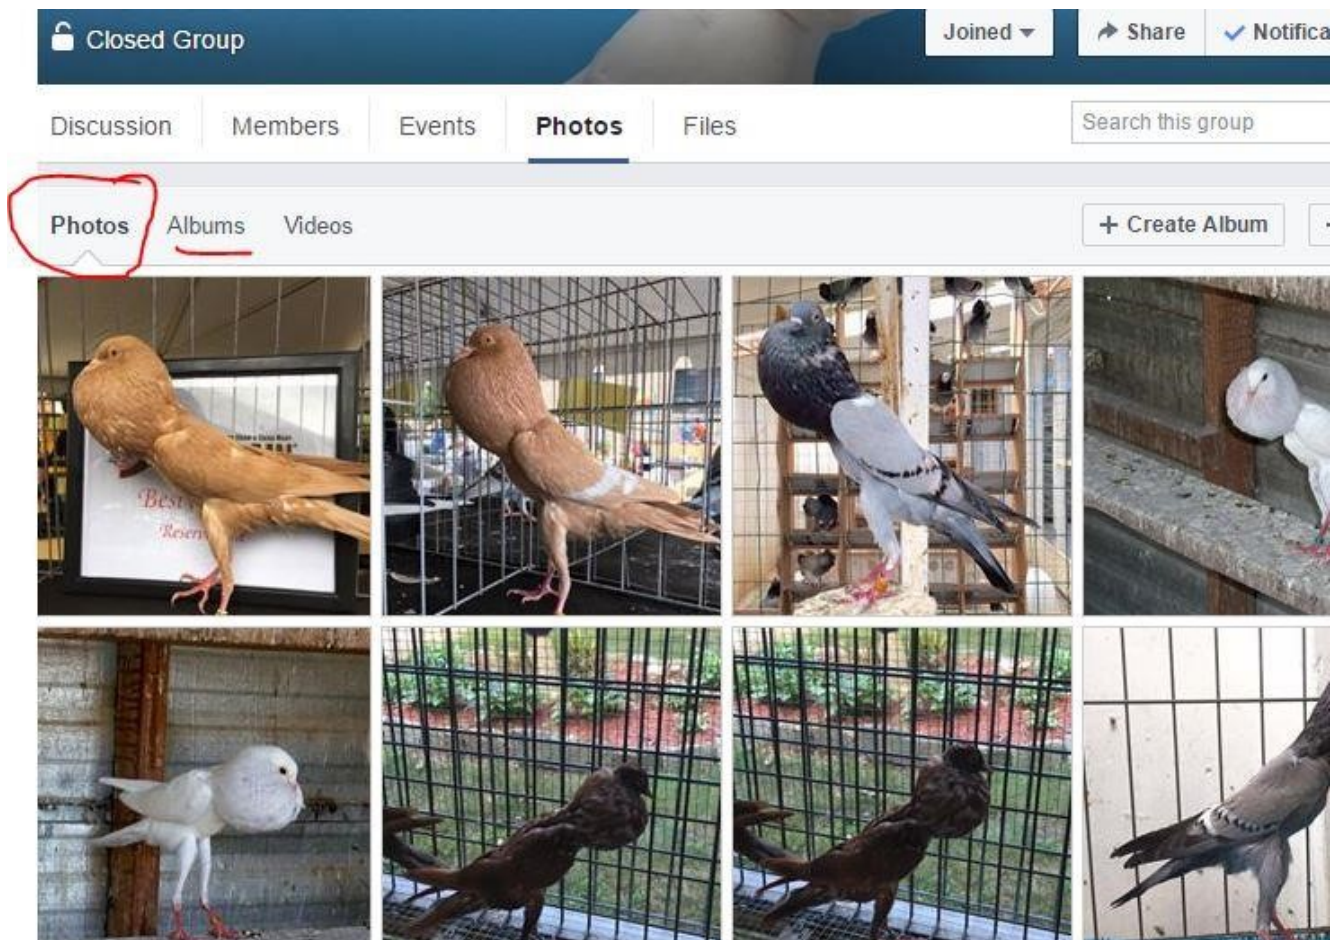 Closed Group
Joined
Share
Notifica
Discussion Members Events Photos Files
Search this group
Photos Albums Videos
+ Create Album
Best
Reser